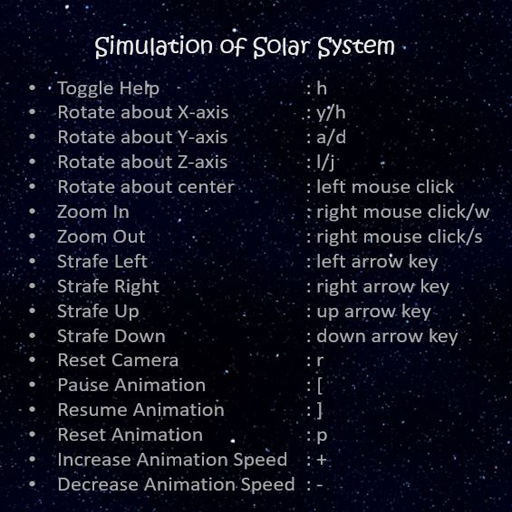 Simulation of Solar System
• Toggle Help : h
• Rotate about X-axis : y/h
• Rotate about Y-axis : a/d
• Rotate about Z-axis : l/j
• Rotate about center : left mouse click
• Zoom In : right mouse click/w
• Zoom Out : right mouse click/s
• Strafe Left : left arrow key
• Strafe Right : right arrow key
• Strafe Up : up arrow key
• Strafe Down : down arrow key
• Reset Camera : r
• Pause Animation : [
• Resume Animation : ]
• Reset Animation : p
• Increase Animation Speed : +
• Decrease Animation Speed : -